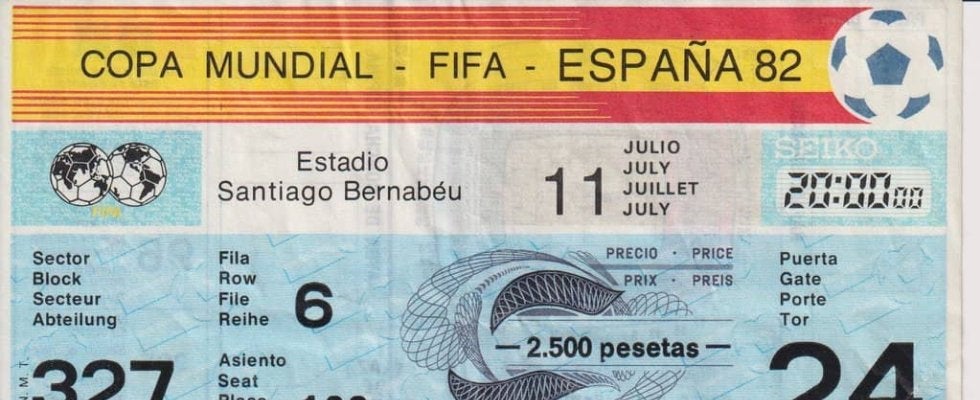 COPA MUNDIAL - FIFA - ESPAÑA 82
Estadio
Santiago Bernabéu
FIFA
11
JULIO
JULY
JUILLET
JULY
SEIKO
20:00 00
Sector
Block
Secteur
Abteilung
327
Fila
Row
File
Reihe
6
Asiento
Seat
PRECIO · PRICE
PRIX · PREIS
— 2.500 pesetas —
Puerta
Gate
Porte
Tor
24